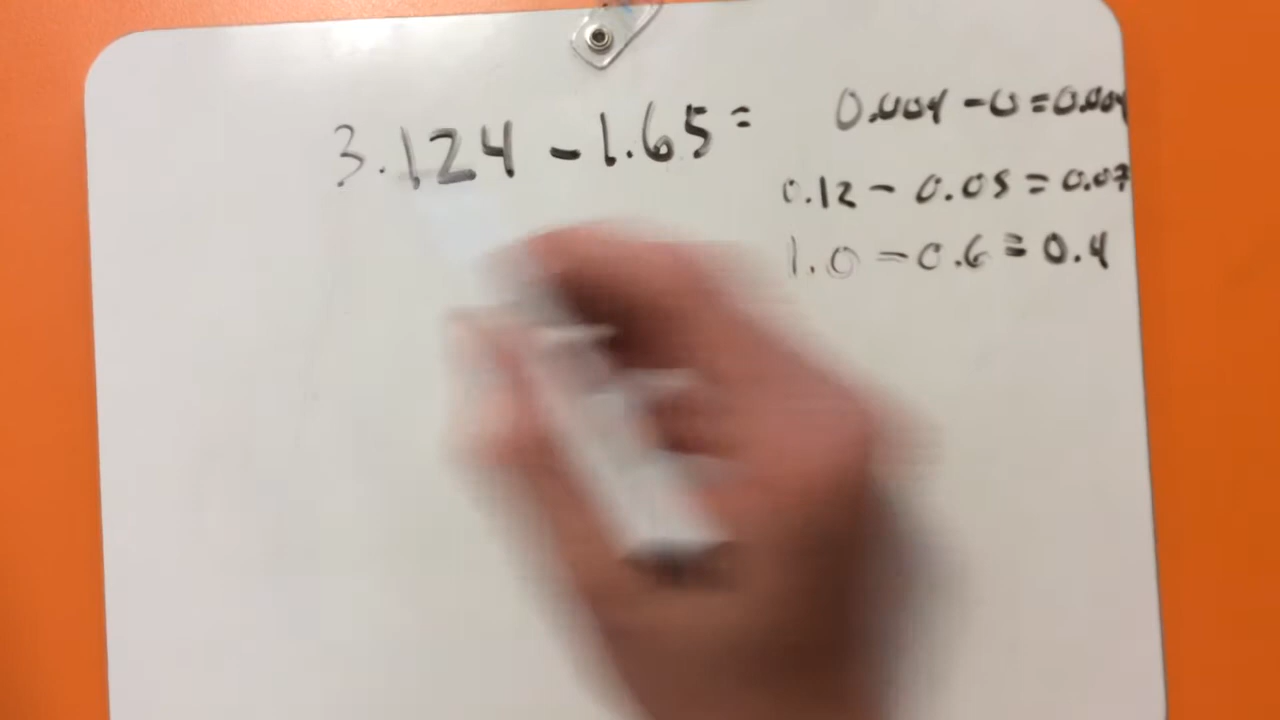 3.124 - 1.65 =
0.004 - 0 = 0.004
0.12 - 0.05 = 0.07
1.0 - 0.6 = 0.4